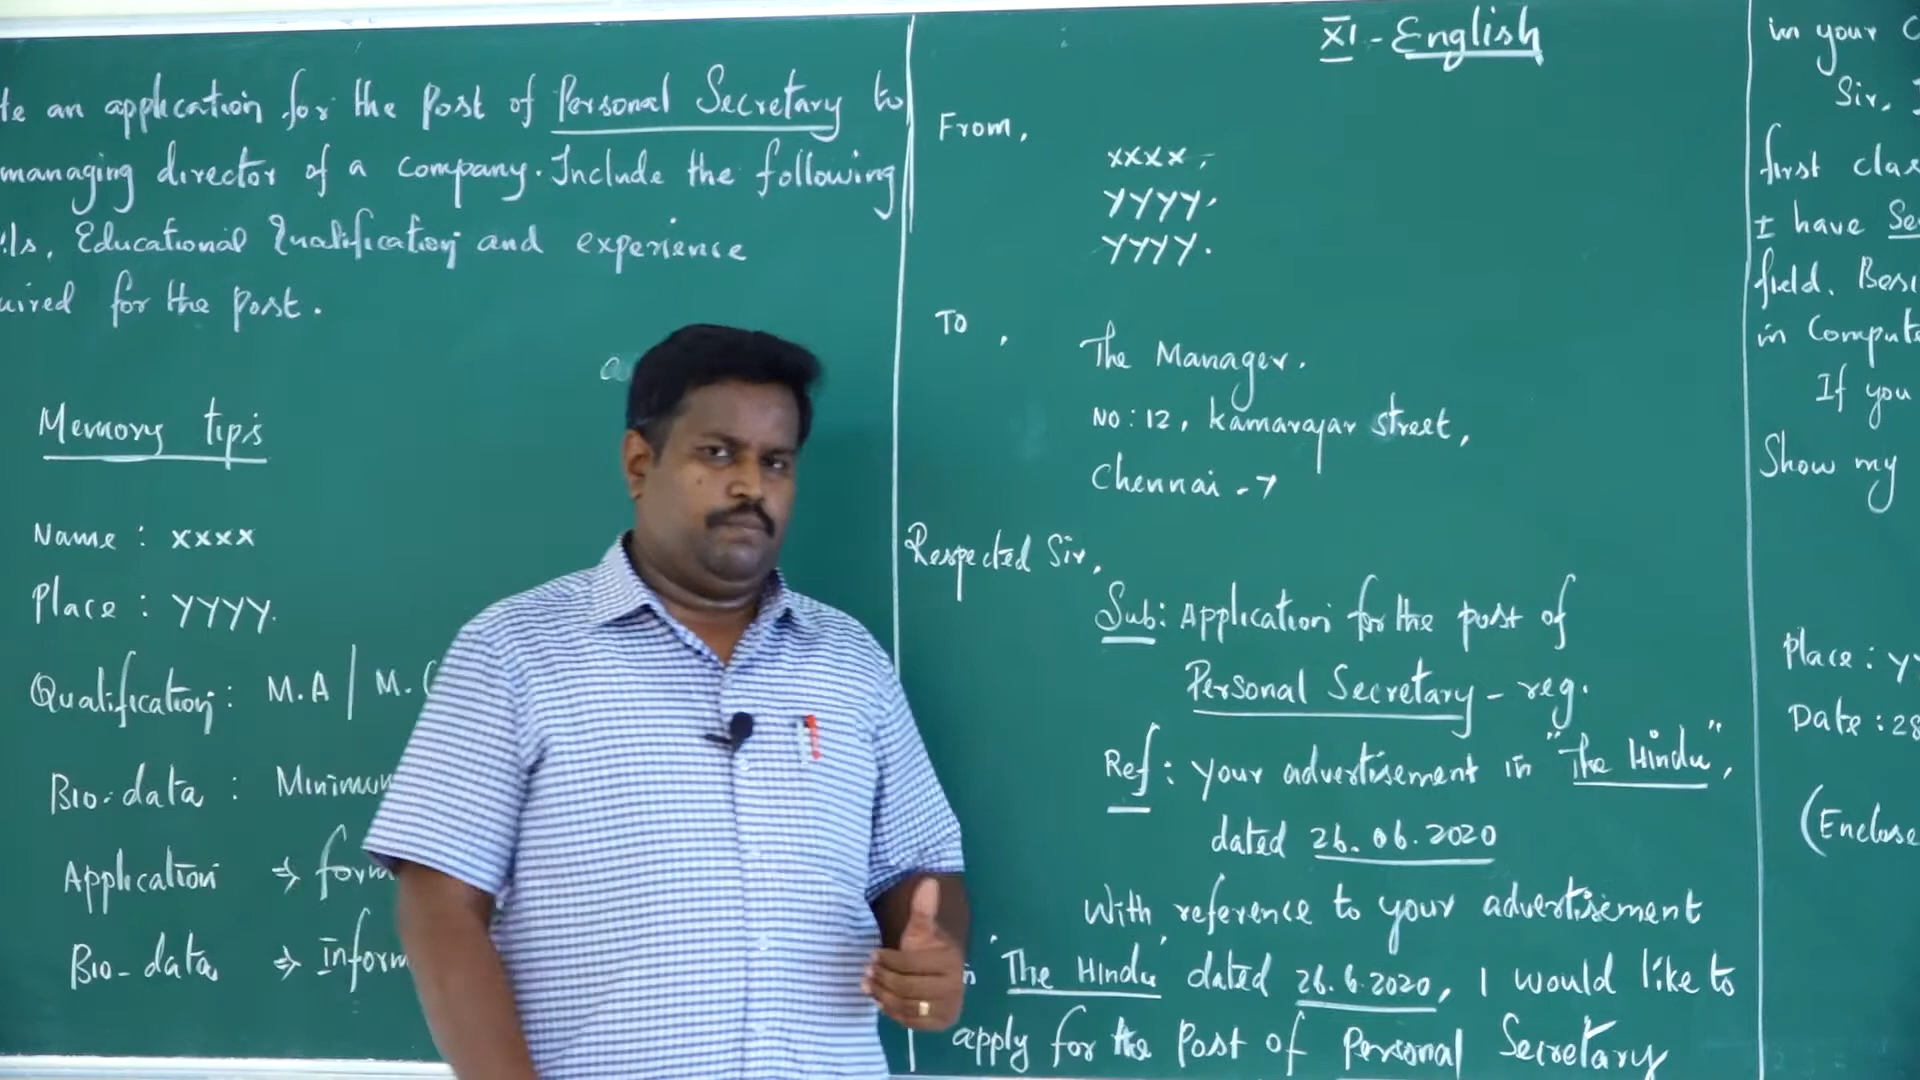 te an application for the post of Personal Secretary to
managing director of a company. Include the following
ils, Educational Qualification and experience
uired for the post.
Memory tips
Name : xxxx
Place : YYYY.
Qualification : M.A | M.
Bio-data : Minimum
Application ⇒ form
Bio-data ⇒ Inform
XI - English
From,
xxxx,
YYYY,
YYYY.
To,
The Manager.
No: 12, Kamarajar street,
Chennai - 7
Respected Sir,
Sub: Application for the post of
Personal Secretary - reg.
Ref: your advertisement in "The Hindu",
dated 26.06.2020
With reference to your advertisement
in 'The Hindu' dated 26.6.2020, I would like to
apply for the post of Personal Secretary
in your C
Sir, I
first clas
I have Se
field. Besi
in Compute
If you
Show my
Place : YY
Date : 28
(Enclose